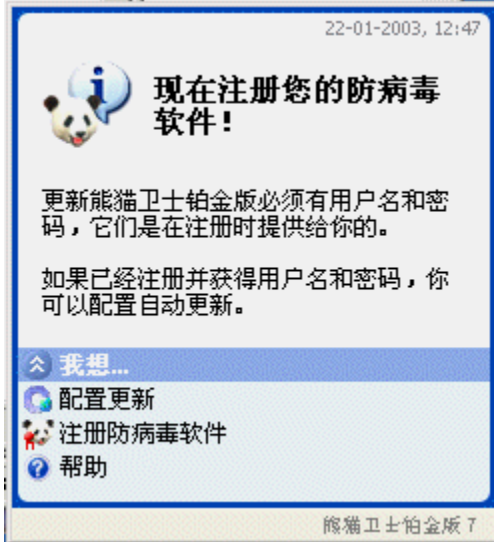 22-01-2003, 12:47
现在注册您的防病毒
软件!
更新熊猫卫士铂金版必须有用户名和密
码，它们是在注册时提供给你的。
如果已经注册并获得用户名和密码，你
可以配置自动更新。
我想...
配置更新
注册防病毒软件
帮助
熊猫卫士铂金版 7